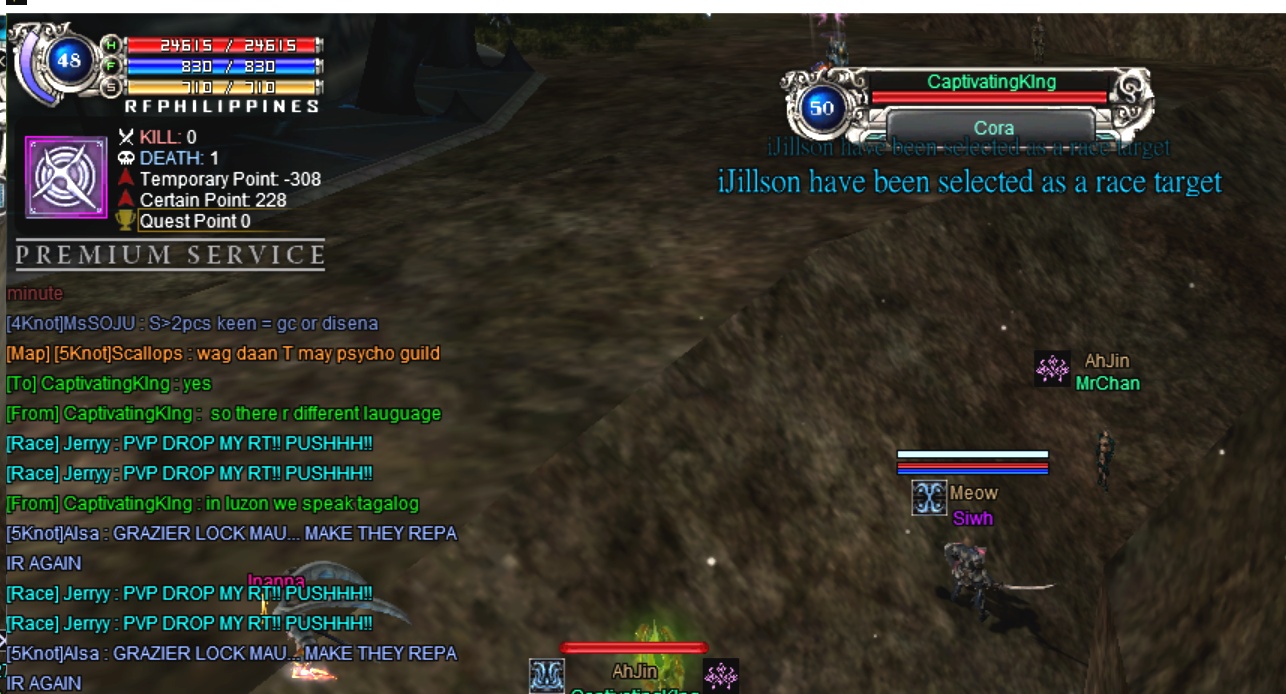 48
H 24615 / 24615
F 830 / 830
S 710 / 710
RFPHILIPPINES
KILL: 0
DEATH: 1
Temporary Point: -308
Certain Point: 228
Quest Point 0
PREMIUM SERVICE
50
CaptivatingKIng
Cora
iJillson have been selected as a race target
iJillson have been selected as a race target
minute
[4Knot]MsSOJU : S>2pcs keen = gc or disena
[Map] [5Knot]Scallops : wag daan T may psycho guild
[To] CaptivatingKIng : yes
[From] CaptivatingKIng : so there r different lauguage
[Race] Jerryy : PVP DROP MY RT!! PUSHHH!!
[Race] Jerryy : PVP DROP MY RT!! PUSHHH!!
[From] CaptivatingKIng : in luzon we speak tagalog
[5Knot]Alsa : GRAZIER LOCK MAU... MAKE THEY REPA
IR AGAIN
[Race] Jerryy : PVP DROP MY RT!! PUSHHH!!
[Race] Jerryy : PVP DROP MY RT!! PUSHHH!!
[5Knot]Alsa : GRAZIER LOCK MAU... MAKE THEY REPA
IR AGAIN
Inanna
AhJin
MrChan
Meow
Siwh
AhJin
CaptivatingKIng